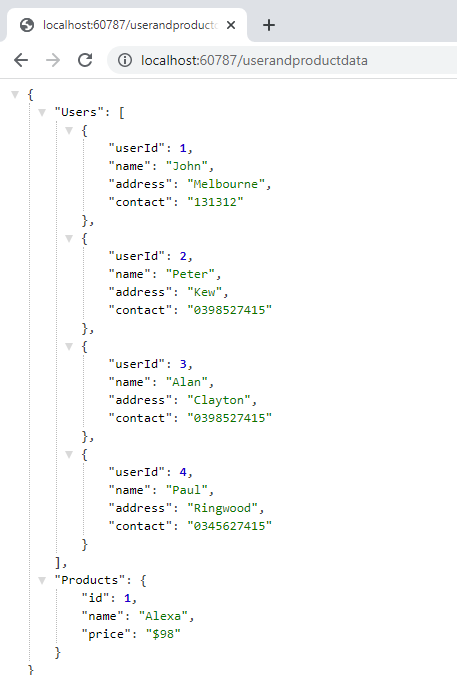 localhost:60787/userandproductd
localhost:60787/userandproductdata
{
"Users": [
{
"userId": 1,
"name": "John",
"address": "Melbourne",
"contact": "131312"
},
{
"userId": 2,
"name": "Peter",
"address": "Kew",
"contact": "0398527415"
},
{
"userId": 3,
"name": "Alan",
"address": "Clayton",
"contact": "0398527415"
},
{
"userId": 4,
"name": "Paul",
"address": "Ringwood",
"contact": "0345627415"
}
],
"Products": {
"id": 1,
"name": "Alexa",
"price": "$98"
}
}